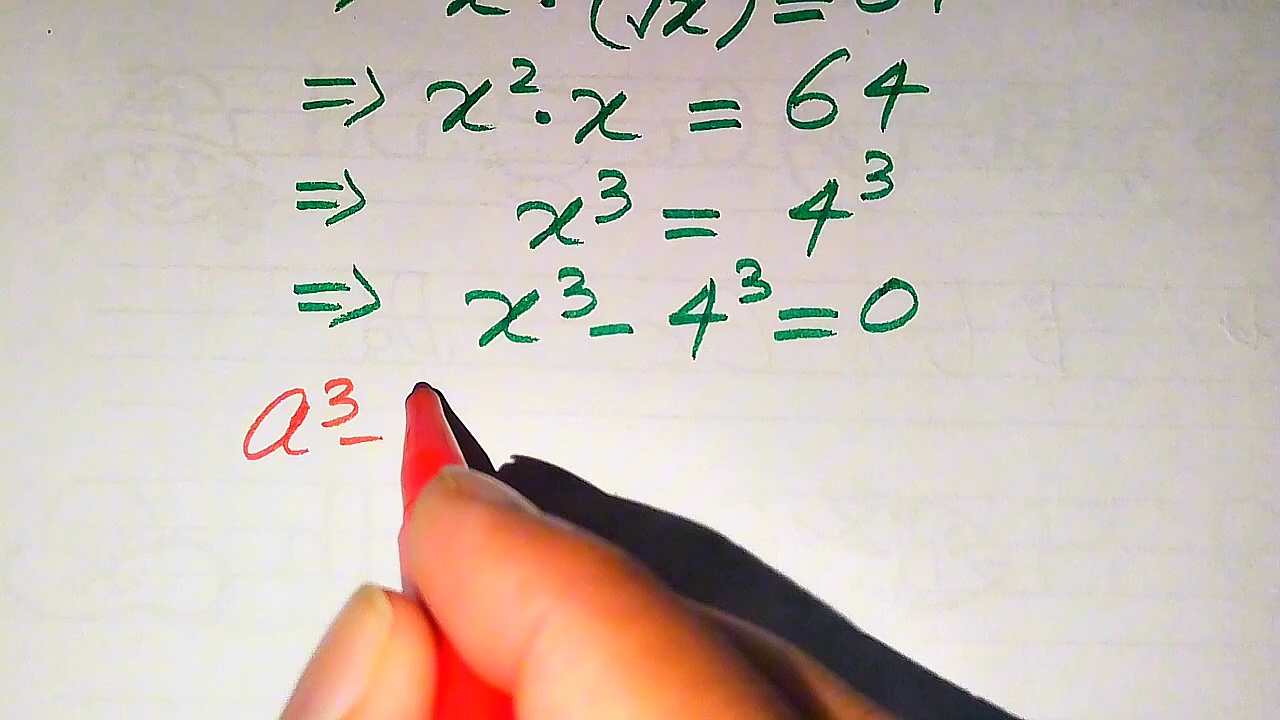 ⇒ x² · x = 64
⇒ x³ = 4³
⇒ x³ - 4³ = 0
a³ -